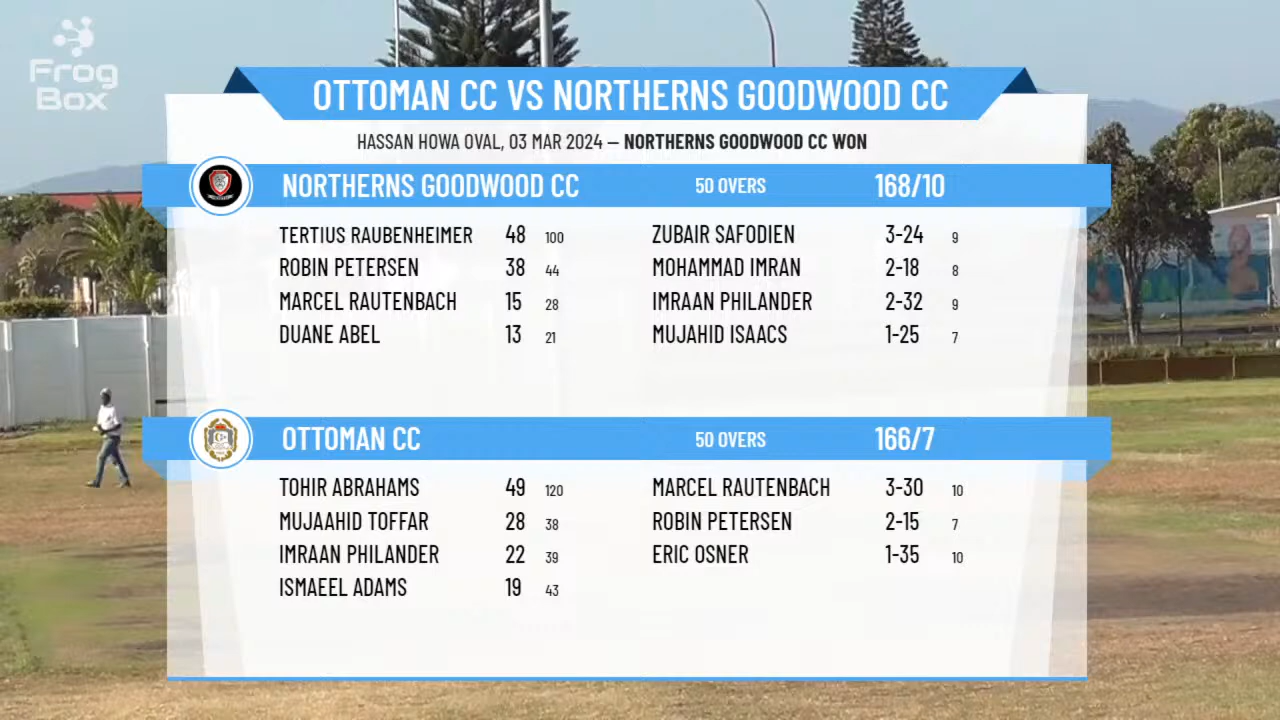 Frog
Box
OTTOMAN CC VS NORTHERNS GOODWOOD CC
HASSAN HOWA OVAL, 03 MAR 2024 – NORTHERNS GOODWOOD CC WON
NORTHERNS GOODWOOD CC 50 OVERS 168/10
TERTIUS RAUBENHEIMER 48 100 ZUBAIR SAFODIEN 3-24 9
ROBIN PETERSEN 38 44 MOHAMMAD IMRAN 2-18 8
MARCEL RAUTENBACH 15 28 IMRAAN PHILANDER 2-32 9
DUANE ABEL 13 21 MUJAHID ISAACS 1-25 7
OTTOMAN CC 50 OVERS 166/7
TOHIR ABRAHAMS 49 120 MARCEL RAUTENBACH 3-30 10
MUJAAHID TOFFAR 28 38 ROBIN PETERSEN 2-15 7
IMRAAN PHILANDER 22 39 ERIC OSNER 1-35 10
ISMAEEL ADAMS 19 43